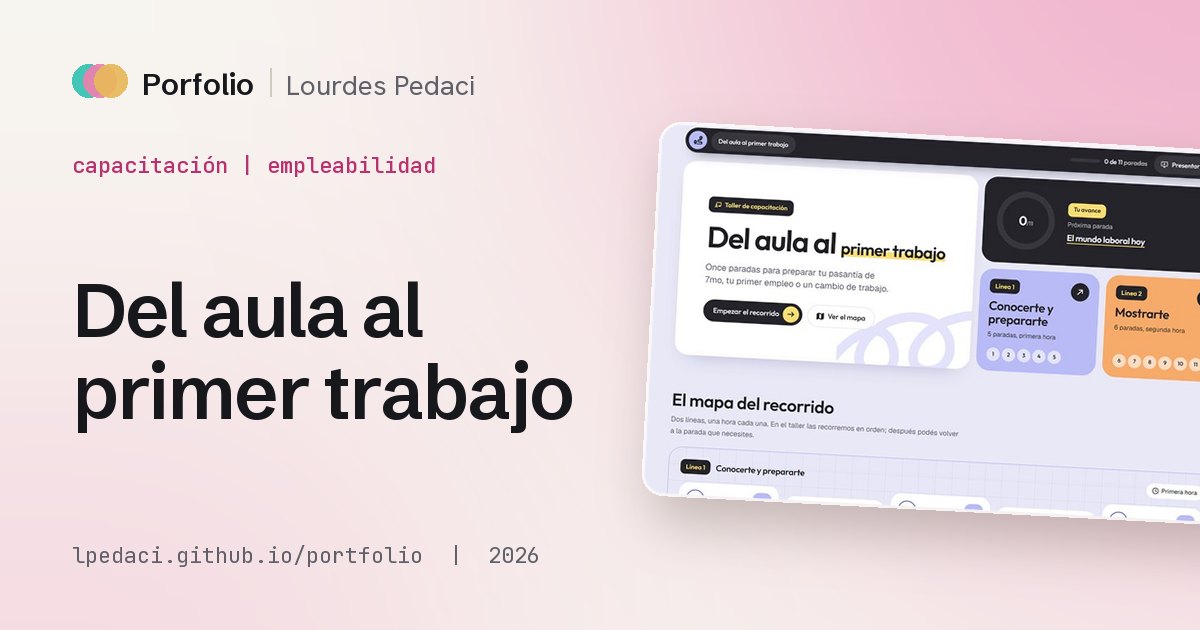 Porfolio | Lourdes Pedaci
capacitación | empleabilidad
Del aula al
primer trabajo
lpedaci.github.io/portfolio | 2026
Del aula al primer trabajo
0 de 11 paradas
Presentar
Taller de capacitación
Del aula al primer trabajo
Once paradas para preparar tu pasantía de
7mo, tu primer empleo o un cambio de trabajo.
Empezar el recorrido
Ver el mapa
0/11
Tu avance
Próxima parada
El mundo laboral hoy
Línea 1
Conocerte y
prepararte
5 paradas, primera hora
1 2 3 4 5
Línea 2
Mostrarte
6 paradas, segunda hora
6 7 8 9 10 11
El mapa del recorrido
Dos líneas, una hora cada una. En el taller las recorremos en orden; después podés volver
a la parada que necesites.
Línea 1 Conocerte y prepararte
Primera hora